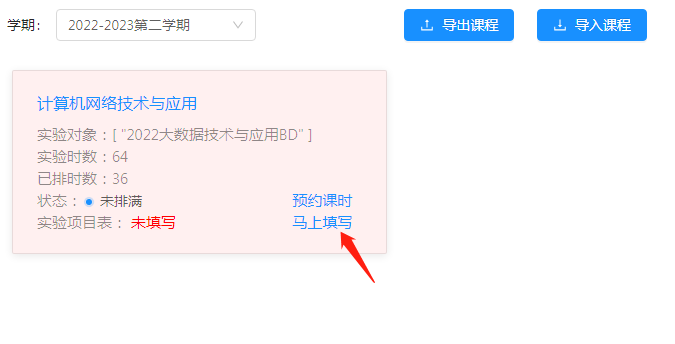 学期： 2022-2023第二学期 导出课程 导入课程
计算机网络技术与应用
实验对象：[ "2022大数据技术与应用BD" ]
实验时数：64
已排时数：36
状态： 未排满 预约课时
实验项目表： 未填写 马上填写